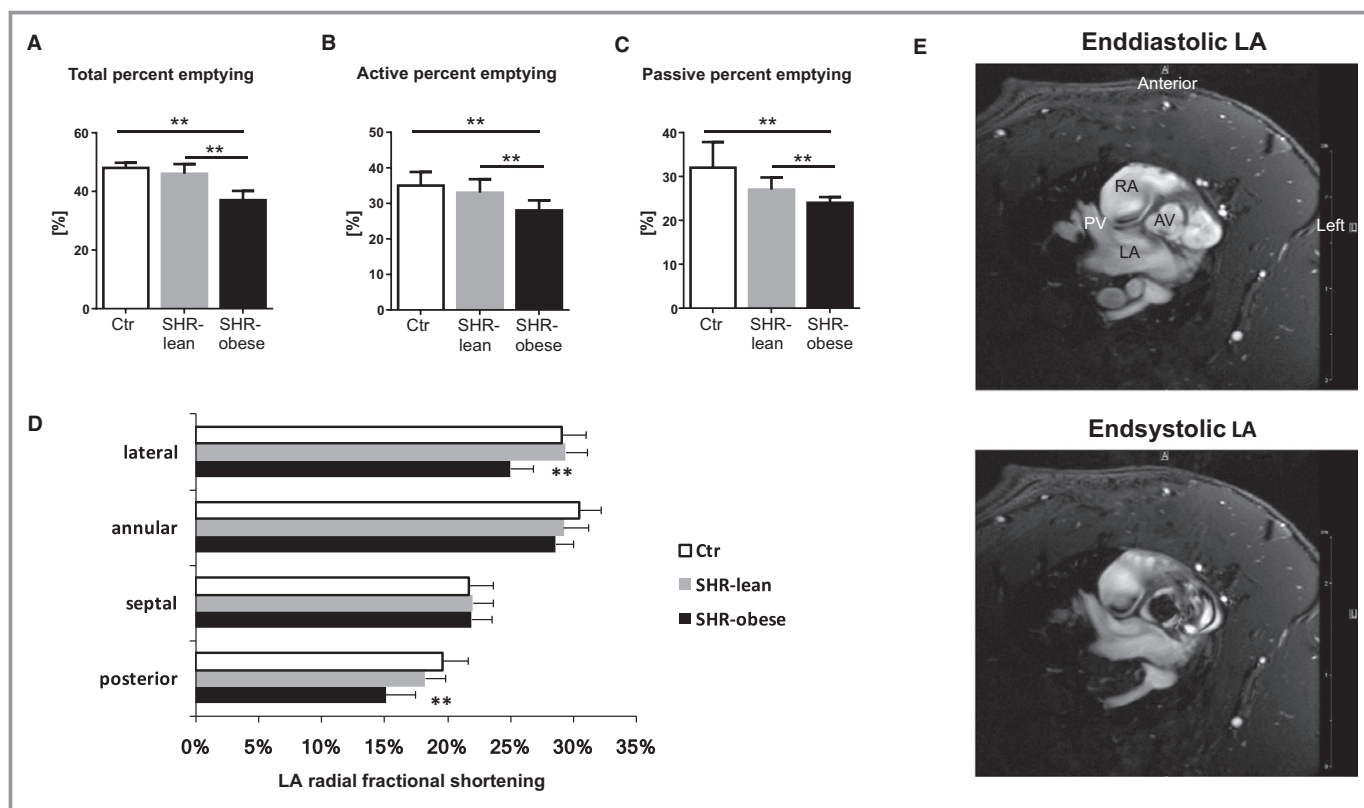 A
Total percent emptying
[%]
60
40
20
0
**
**
Ctr
SHR-
lean
SHR-
obese
B
Active percent emptying
[%]
50
40
30
20
10
0
**
**
Ctr
SHR-
lean
SHR-
obese
C
Passive percent emptying
[%]
40
30
20
10
0
**
**
Ctr
SHR-
lean
SHR-
obese
D
lateral
**
annular
septal
posterior
**
0% 5% 10% 15% 20% 25% 30% 35%
LA radial fractional shortening
Ctr
SHR-lean
SHR-obese
E
Enddiastolic LA
A
Anterior
RA
PV
AV
Left
LA
Endsystolic LA
A